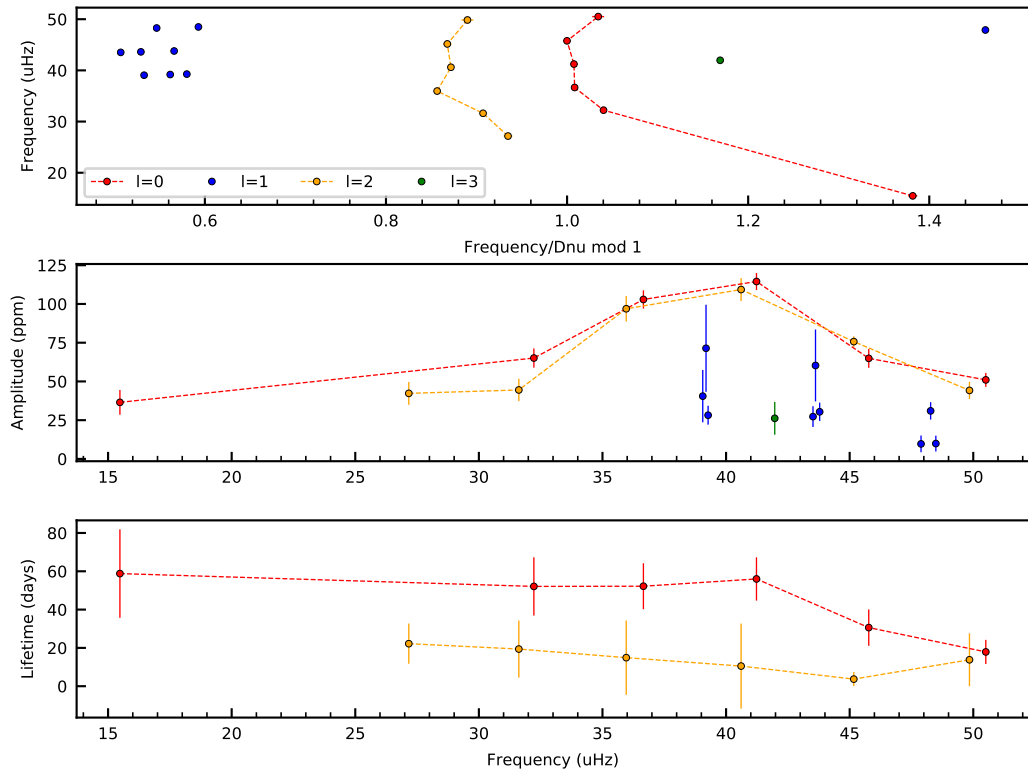 50
40
30
20
Frequency (uHz)
l=0 l=1 l=2 l=3
0.6 0.8 1.0 1.2 1.4
Frequency/Dnu mod 1
125
100
75
50
25
0
Amplitude (ppm)
15 20 25 30 35 40 45 50
80
60
40
20
0
Lifetime (days)
15 20 25 30 35 40 45 50
Frequency (uHz)